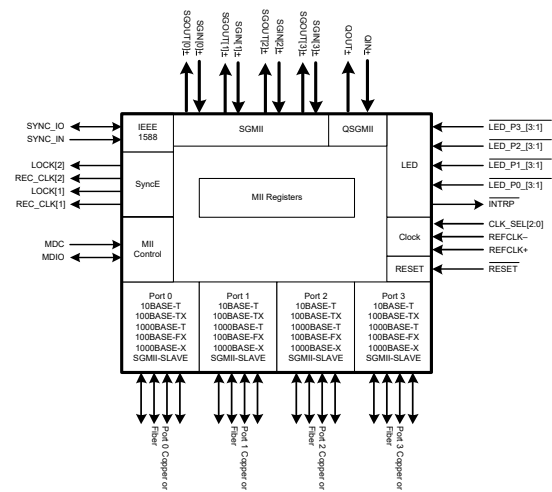 SGOUT[0]±
SGIN[0]±
SGOUT[1]±
SGIN[1]±
SGOUT[2]±
SGIN[2]±
SGOUT[3]±
SGIN[3]±
QOUT±
QIN±
SYNC_IO
SYNC_IN
LOCK[2]
REC_CLK[2]
LOCK[1]
REC_CLK[1]
MDC
MDIO
IEEE
1588
SGMII
QSGMII
LED
SyncE
MII Registers
MII
Control
Clock
RESET
LED_P3_[3:1]
LED_P2_[3:1]
LED_P1_[3:1]
LED_P0_[3:1]
INTRP
CLK_SEL[2:0]
REFCLK–
REFCLK+
RESET
Port 0
10BASE-T
100BASE-TX
1000BASE-T
100BASE-FX
1000BASE-X
SGMII-SLAVE
Port 1
10BASE-T
100BASE-TX
1000BASE-T
100BASE-FX
1000BASE-X
SGMII-SLAVE
Port 2
10BASE-T
100BASE-TX
1000BASE-T
100BASE-FX
1000BASE-X
SGMII-SLAVE
Port 3
10BASE-T
100BASE-TX
1000BASE-T
100BASE-FX
1000BASE-X
SGMII-SLAVE
Port 0 Copper or
Fiber
Port 1 Copper or
Fiber
Port 2 Copper or
Fiber
Port 3 Copper or
Fiber